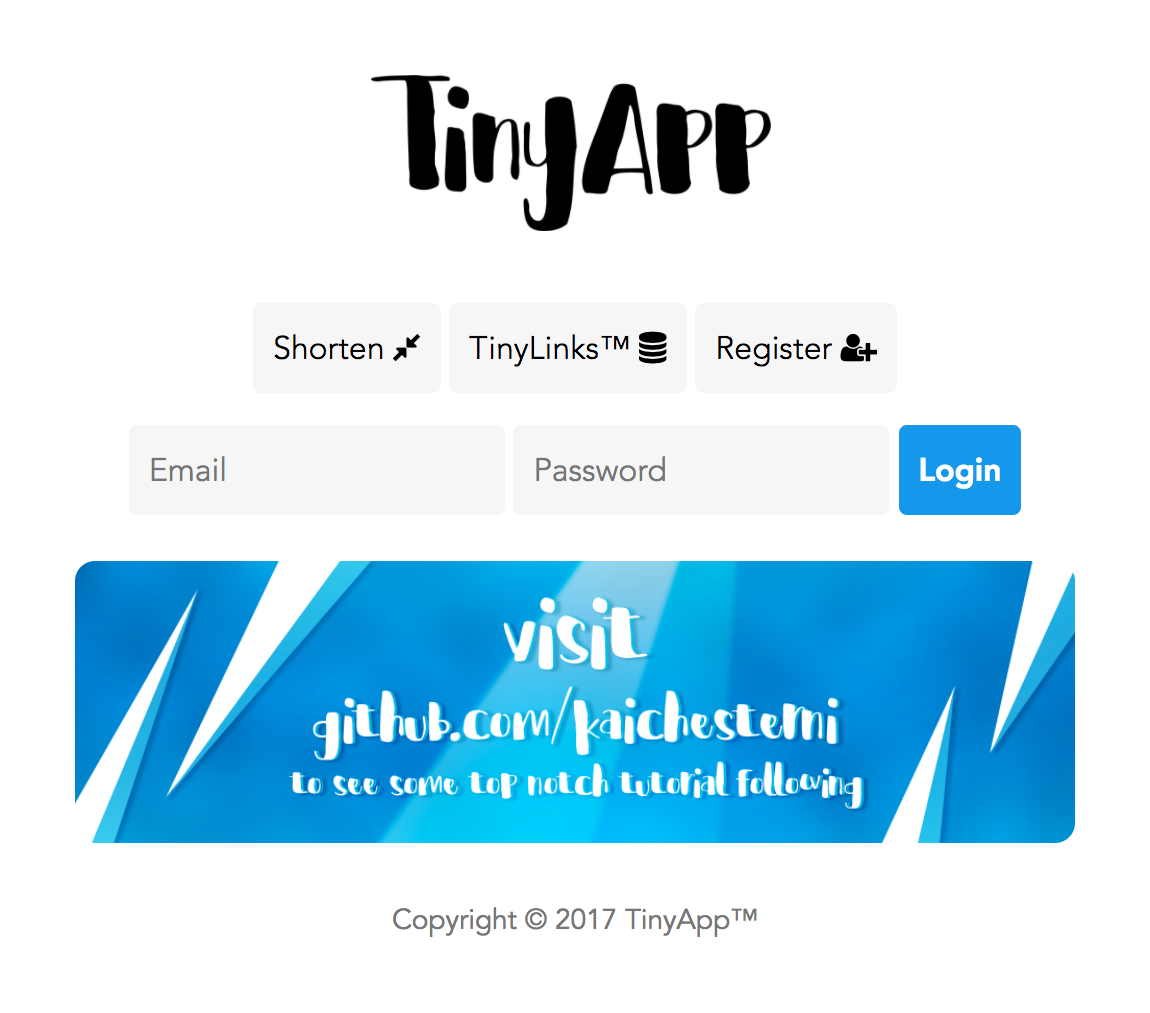 TinyApp
Shorten
TinyLinks™
Register
Email
Password
Login
visit
github.com/kaichesterni
to see some top notch tutorial following
Copyright © 2017 TinyApp™